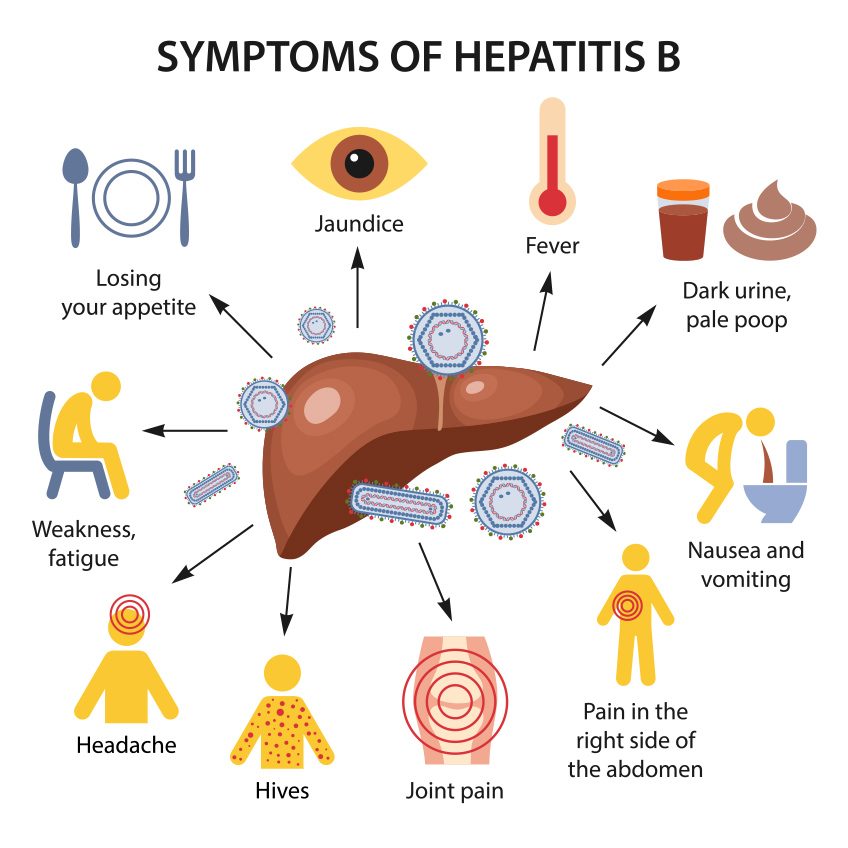 SYMPTOMS OF HEPATITIS B
Losing
your appetite
Jaundice
Fever
Dark urine,
pale poop
Weakness,
fatigue
Nausea and
vomiting
Headache
Hives
Joint pain
Pain in the
right side of
the abdomen